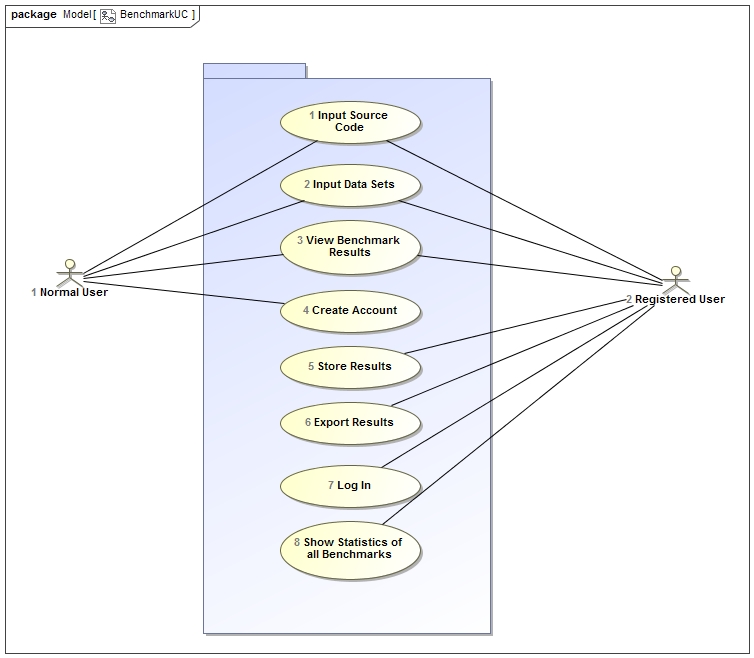 package Model[ BenchmarkUC ]
1 Input Source
Code
2 Input Data Sets
3 View Benchmark
Results
1 Normal User
2 Registered User
4 Create Account
5 Store Results
6 Export Results
7 Log In
8 Show Statistics of
all Benchmarks